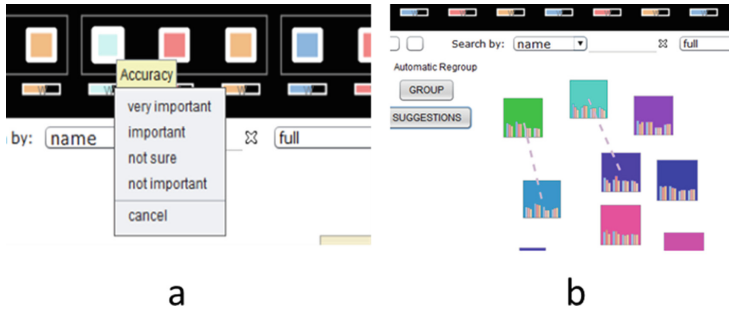 Accuracy
very important
important
not sure
not important
cancel
by: name full
a
Search by: name full
Automatic Regroup
GROUP
SUGGESTIONS
b